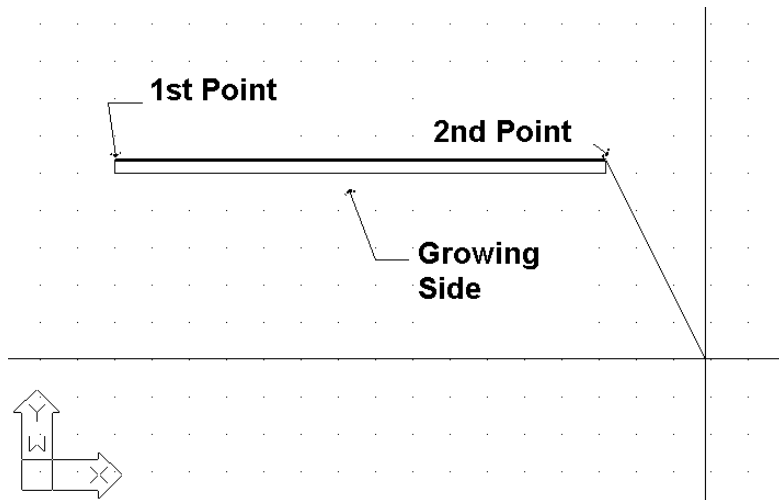 1st Point
2nd Point
Growing
Side
Y
W
X